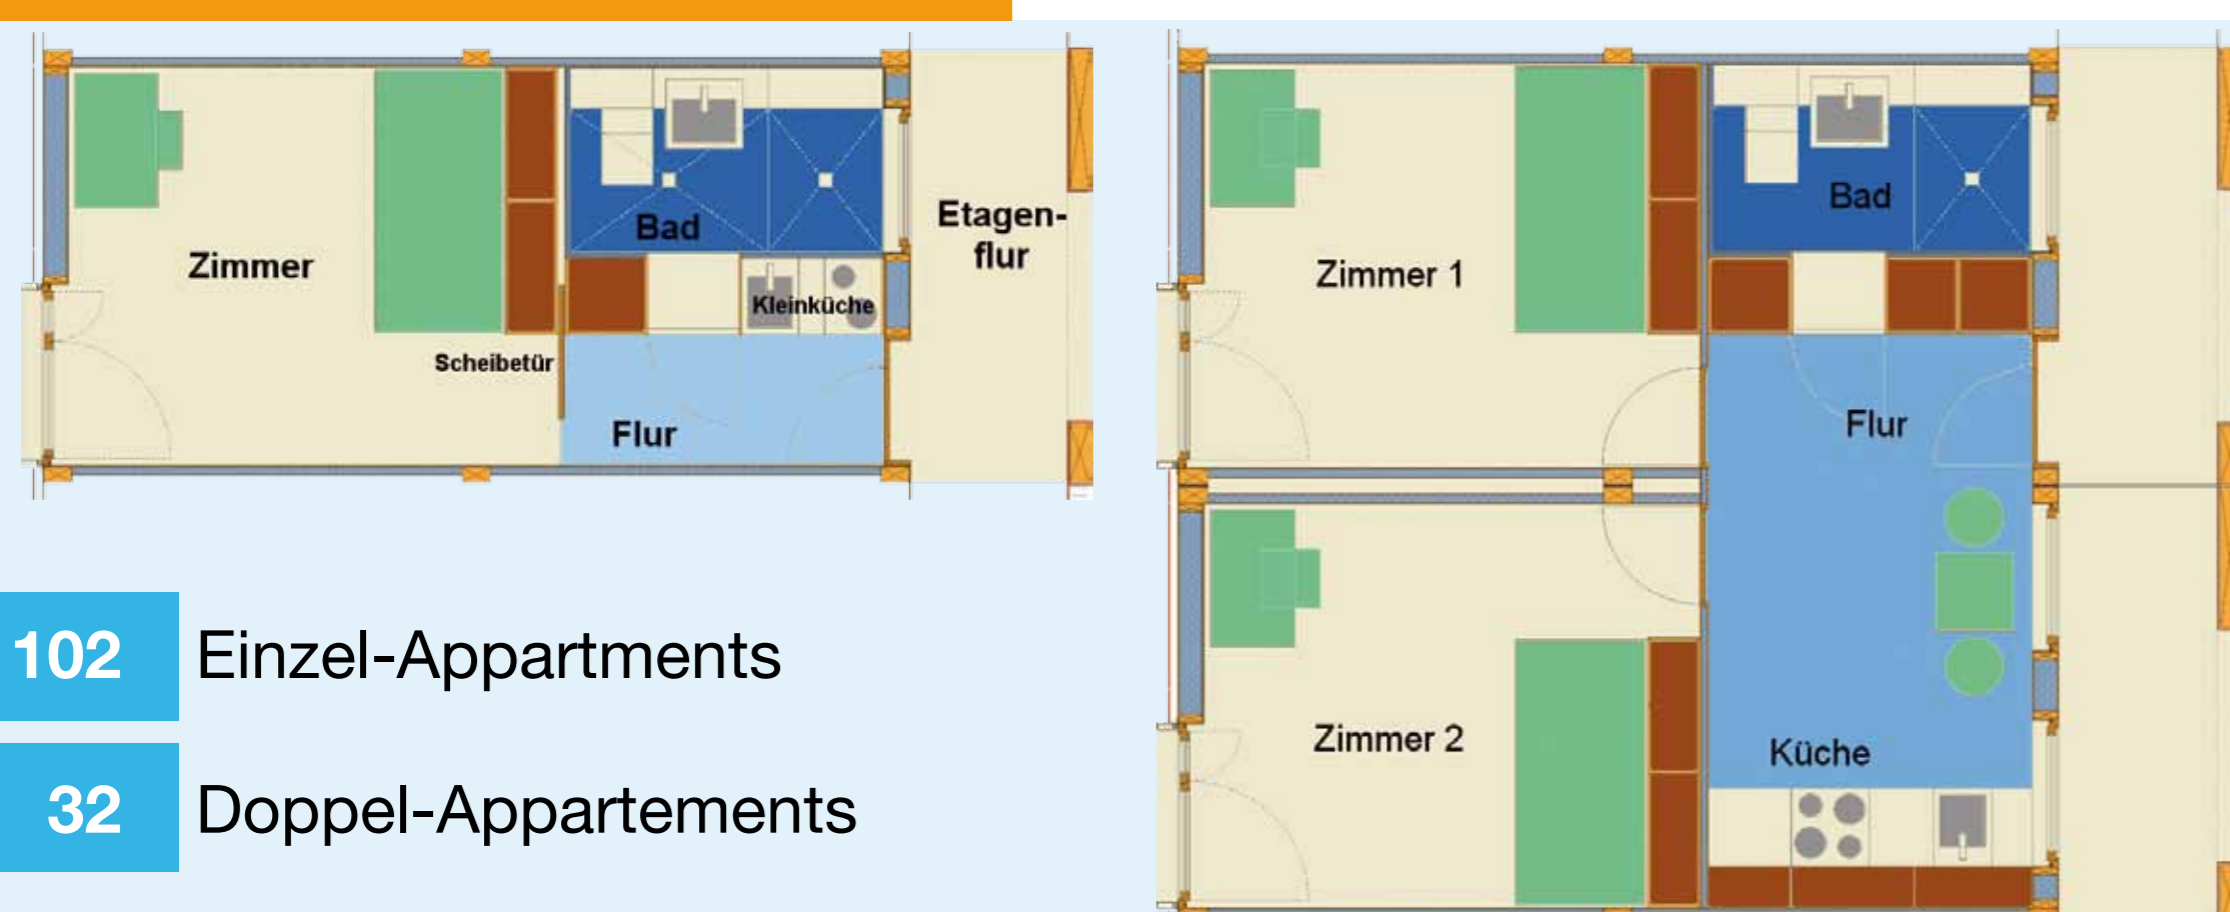 Zimmer
Bad
Kleinküche
Scheibetür
Flur
Etagen-
flur
Zimmer 1
Bad
Flur
Zimmer 2
Küche
102 Einzel-Appartments
32 Doppel-Appartements